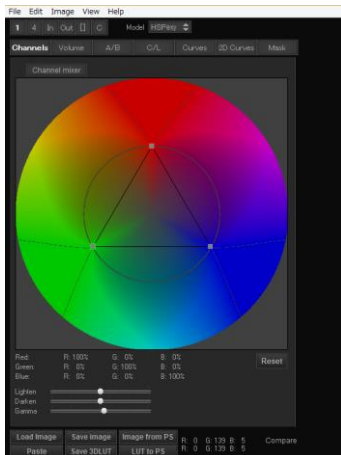 File Edit Image View Help
1 4 In Out [] C Model HSPexy
Channels Volume A/B C/L Curves 2D Curves Mask
Channel mixer
Red: R: 100% G: 0% B: 0%
Green: R: 0% G: 100% B: 0%
Blue: R: 0% G: 0% B: 100%
Reset
Lighten
Darken
Gamma
Load Image Save image Image from PS R: 0 G: 139 B: 5 Compare
Paste Save 3DLUT LUT to PS R: 0 G: 139 B: 5